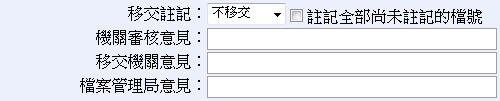 移交註記：不移交 註記全部尚未註記的檔號
機關審核意見：
移交機關意見：
檔案管理局意見：